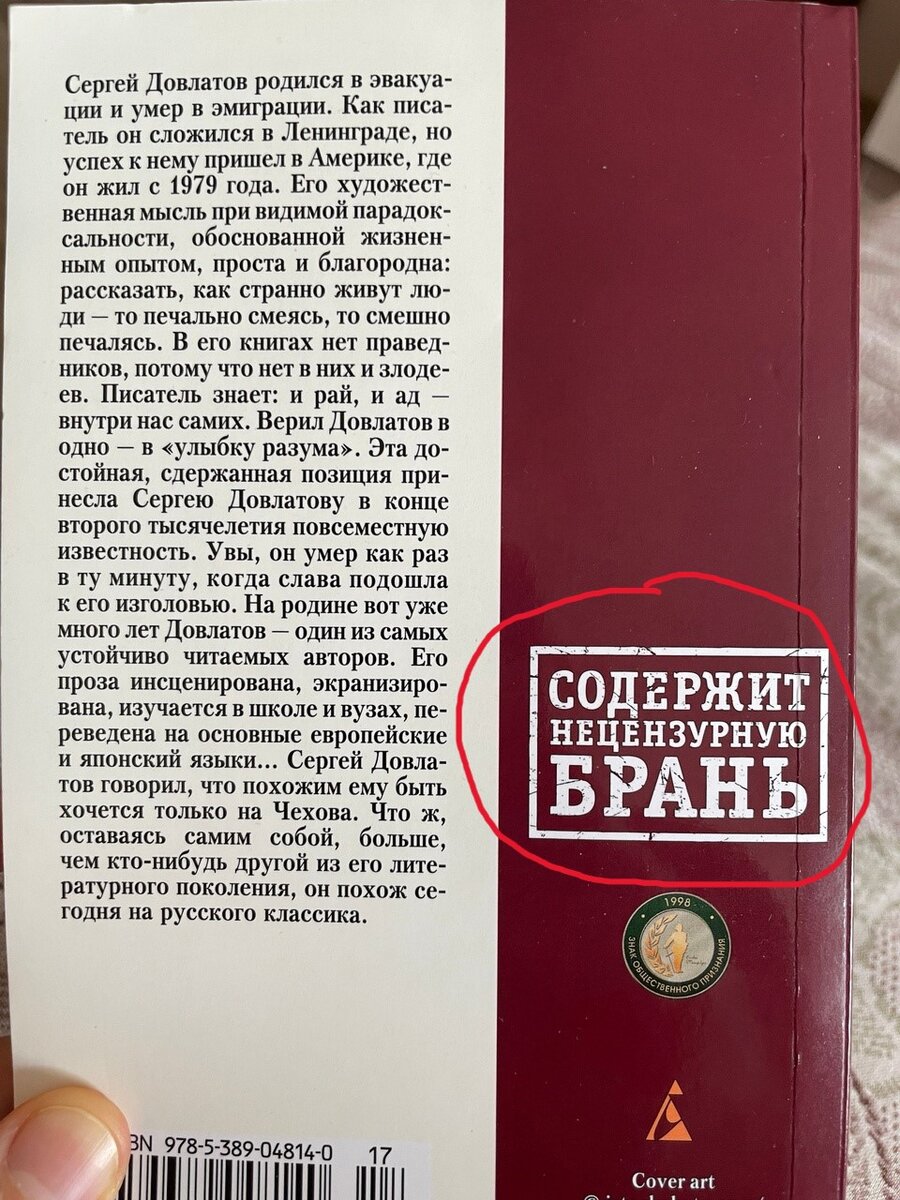 Сергей Довлатов родился в эвакуа-
ции и умер в эмиграции. Как писа-
тель он сложился в Ленинграде, но
успех к нему пришел в Америке, где
он жил с 1979 года. Его художест-
венная мысль при видимой парадок-
сальности, обоснованной жизнен-
ным опытом, проста и благородна:
рассказать, как странно живут лю-
ди — то печально смеясь, то смешно
печалясь. В его книгах нет правед-
ников, потому что нет в них и злоде-
ев. Писатель знает: и рай, и ад —
внутри нас самих. Верил Довлатов в
одно — в «улыбку разума». Эта до-
стойная, сдержанная позиция при-
несла Сергею Довлатову в конце
второго тысячелетия повсеместную
известность. Увы, он умер как раз
в ту минуту, когда слава подошла
к его изголовью. На родине вот уже
много лет Довлатов — один из самых
устойчиво читаемых авторов. Его
проза инсценирована, экранизиро-
вана, изучается в школе и вузах, пе-
реведена на основные европейские
и японский языки... Сергей Довла-
тов говорил, что похожим ему быть
хочется только на Чехова. Что ж,
оставаясь самим собой, больше,
чем кто-нибудь другой из его лите-
ратурного поколения, он похож се-
годня на русского классика.
СОДЕРЖИТ
НЕЦЕНЗУРНУЮ
БРАНЬ
1998
ЗНАК ОБЩЕСТВЕННОГО ПРИЗНАНИЯ
978-5-389-04814-0 17
Cover art